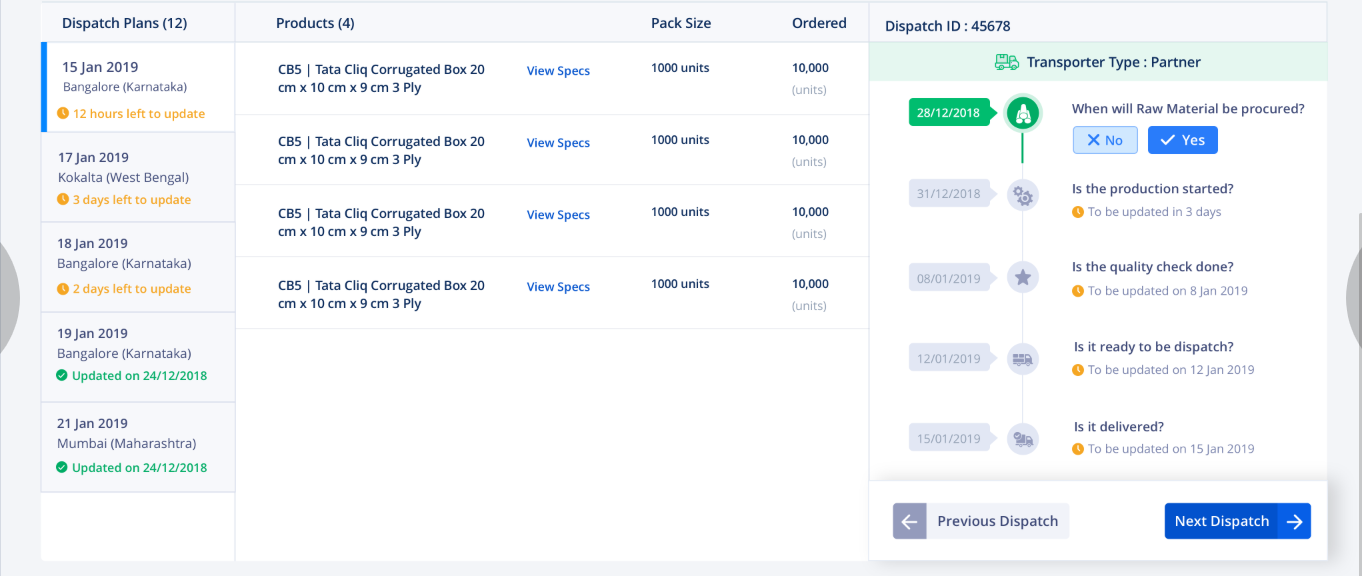 Dispatch Plans (12)
15 Jan 2019
Bangalore (Karnataka)
12 hours left to update
17 Jan 2019
Kokalta (West Bengal)
3 days left to update
18 Jan 2019
Bangalore (Karnataka)
2 days left to update
19 Jan 2019
Bangalore (Karnataka)
Updated on 24/12/2018
21 Jan 2019
Mumbai (Maharashtra)
Updated on 24/12/2018
Products (4) Pack Size Ordered
CB5 | Tata Cliq Corrugated Box 20 View Specs 1000 units 10,000
cm x 10 cm x 9 cm 3 Ply (units)
CB5 | Tata Cliq Corrugated Box 20 View Specs 1000 units 10,000
cm x 10 cm x 9 cm 3 Ply (units)
CB5 | Tata Cliq Corrugated Box 20 View Specs 1000 units 10,000
cm x 10 cm x 9 cm 3 Ply (units)
CB5 | Tata Cliq Corrugated Box 20 View Specs 1000 units 10,000
cm x 10 cm x 9 cm 3 Ply (units)
Dispatch ID : 45678
Transporter Type : Partner
28/12/2018 When will Raw Material be procured?
No Yes
31/12/2018 Is the production started?
To be updated in 3 days
08/01/2019 Is the quality check done?
To be updated on 8 Jan 2019
12/01/2019 Is it ready to be dispatch?
To be updated on 12 Jan 2019
15/01/2019 Is it delivered?
To be updated on 15 Jan 2019
Previous Dispatch Next Dispatch